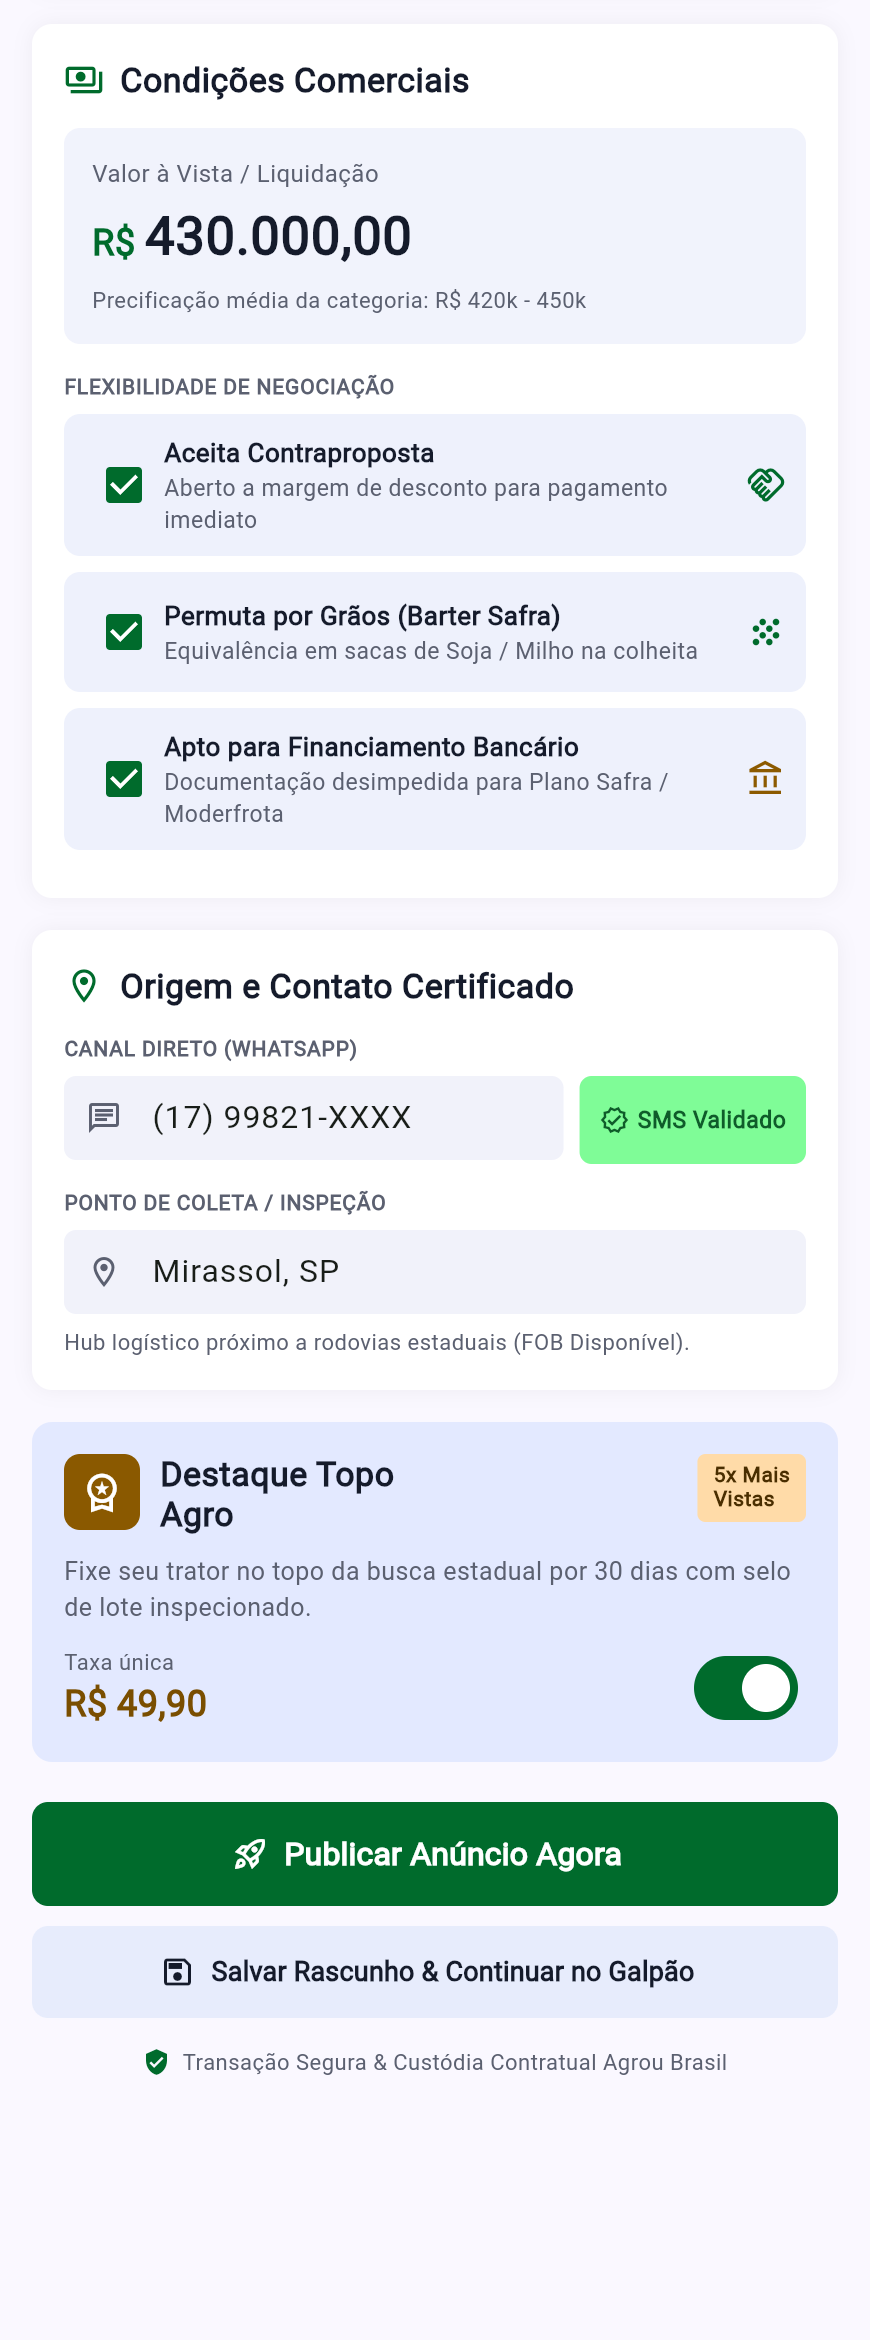 Condições Comerciais
Valor à Vista / Liquidação
R$ 430.000,00
Precificação média da categoria: R$ 420k - 450k
FLEXIBILIDADE DE NEGOCIAÇÃO
Aceita Contraproposta
Aberto a margem de desconto para pagamento
imediato
Permuta por Grãos (Barter Safra)
Equivalência em sacas de Soja / Milho na colheita
Apto para Financiamento Bancário
Documentação desimpedida para Plano Safra /
Moderfrota
Origem e Contato Certificado
CANAL DIRETO (WHATSAPP)
(17) 99821-XXXX
SMS Validado
PONTO DE COLETA / INSPEÇÃO
Mirassol, SP
Hub logístico próximo a rodovias estaduais (FOB Disponível).
Destaque Topo
Agro
5x Mais
Vistas
Fixe seu trator no topo da busca estadual por 30 dias com selo
de lote inspecionado.
Taxa única
R$ 49,90
Publicar Anúncio Agora
Salvar Rascunho & Continuar no Galpão
Transação Segura & Custódia Contratual Agrou Brasil